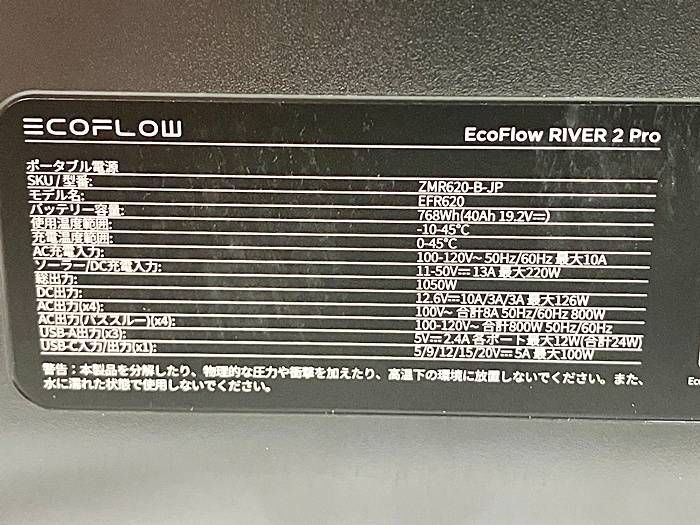 ECOFLOW
EcoFlow RIVER 2 Pro
ポータブル電源
SKU / 型番: ZMR620-B-JP
モデル名: EFR620
バッテリー容量: 768Wh(40Ah 19.2V⎓)
使用温度範囲: -10-45°C
充電温度範囲: 0-45°C
AC充電入力: 100-120V~ 50Hz/60Hz 最大10A
ソーラー/DC充電入力: 11-50V⎓ 13A 最大220W
総出力: 1050W
DC出力: 12.6V⎓10A/3A/3A 最大126W
AC出力(x4): 100V~ 合計8A 50Hz/60Hz 800W
AC出力(パススルー)(x4): 100-120V~ 合計800W 50Hz/60Hz
USB-A出力(x3): 5V⎓ 2.4A 各ポート最大12W(合計24W)
USB-C入力/出力(x1): 5/9/12/15/20V⎓ 5A 最大100W
警告：本製品を分解したり、物理的な圧力や衝撃を加えたり、高温下の環境に放置しないでください。また、
水に濡れた状態で使用しないでください。